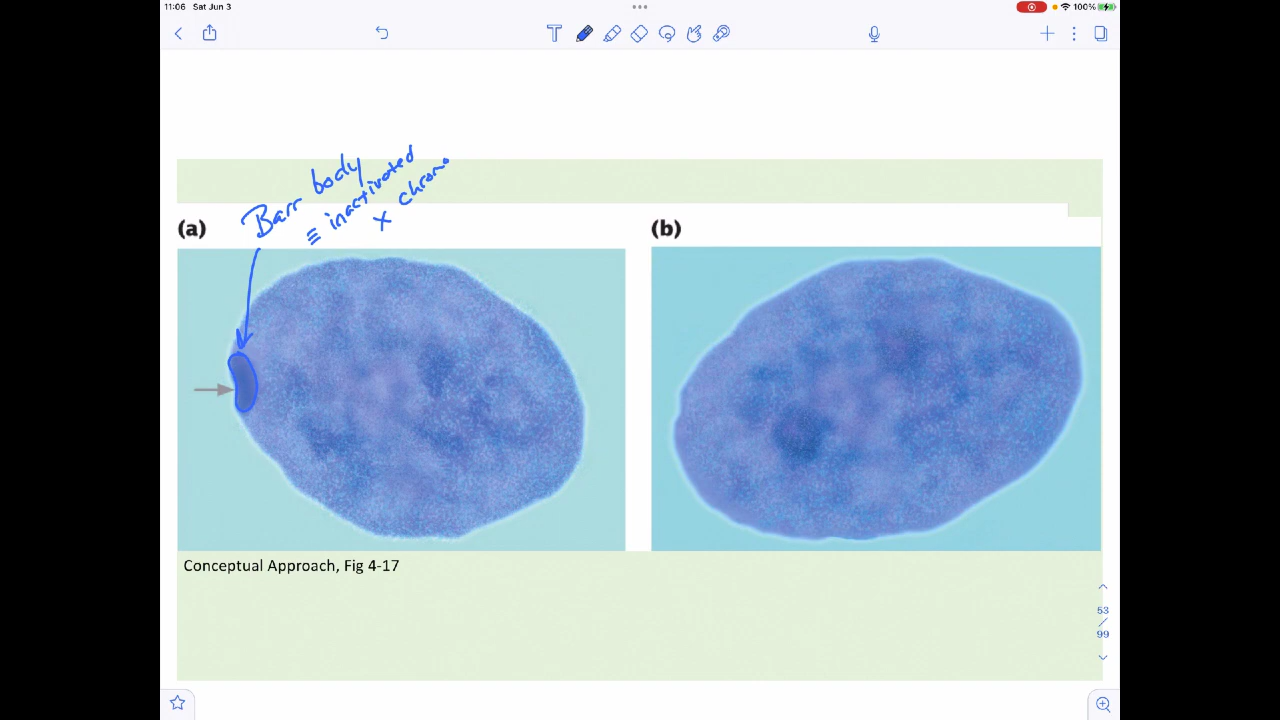 11:06 Sat Jun 3
100%
T
Barr body
≡ inactivated
X chromo
(a)
(b)
Conceptual Approach, Fig 4-17
53
/
99